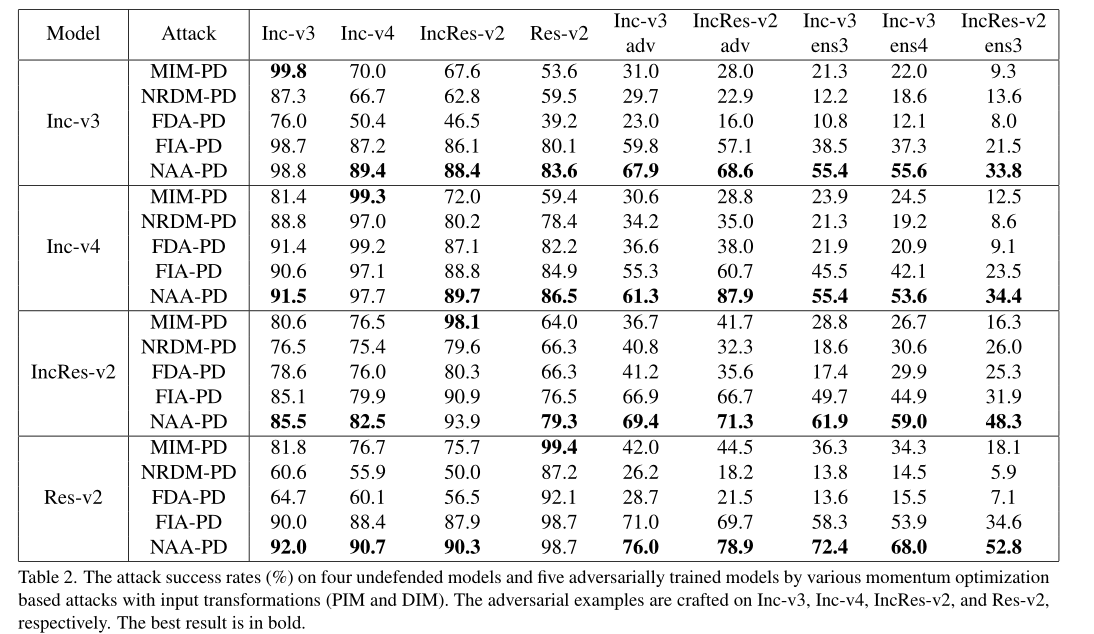 Model Attack Inc-v3 Inc-v4 IncRes-v2 Res-v2 Inc-v3 adv IncRes-v2 adv Inc-v3 ens3 Inc-v3 ens4 IncRes-v2 ens3
Inc-v3
MIM-PD 99.8 70.0 67.6 53.6 31.0 28.0 21.3 22.0 9.3
NRDM-PD 87.3 66.7 62.8 59.5 29.7 22.9 12.2 18.6 13.6
FDA-PD 76.0 50.4 46.5 39.2 23.0 16.0 10.8 12.1 8.0
FIA-PD 98.7 87.2 86.1 80.1 59.8 57.1 38.5 37.3 21.5
NAA-PD 98.8 89.4 88.4 83.6 67.9 68.6 55.4 55.6 33.8
Inc-v4
MIM-PD 81.4 99.3 72.0 59.4 30.6 28.8 23.9 24.5 12.5
NRDM-PD 88.8 97.0 80.2 78.4 34.2 35.0 21.3 19.2 8.6
FDA-PD 91.4 99.2 87.1 82.2 36.6 38.0 21.9 20.9 9.1
FIA-PD 90.6 97.1 88.8 84.9 55.3 60.7 45.5 42.1 23.5
NAA-PD 91.5 97.7 89.7 86.5 61.3 87.9 55.4 53.6 34.4
IncRes-v2
MIM-PD 80.6 76.5 98.1 64.0 36.7 41.7 28.8 26.7 16.3
NRDM-PD 76.5 75.4 79.6 66.3 40.8 32.3 18.6 30.6 26.0
FDA-PD 78.6 76.0 80.3 66.3 41.2 35.6 17.4 29.9 25.3
FIA-PD 85.1 79.9 90.9 76.5 66.9 66.7 49.7 44.9 31.9
NAA-PD 85.5 82.5 93.9 79.3 69.4 71.3 61.9 59.0 48.3
Res-v2
MIM-PD 81.8 76.7 75.7 99.4 42.0 44.5 36.3 34.3 18.1
NRDM-PD 60.6 55.9 50.0 87.2 26.2 18.2 13.8 14.5 5.9
FDA-PD 64.7 60.1 56.5 92.1 28.7 21.5 13.6 15.5 7.1
FIA-PD 90.0 88.4 87.9 98.7 71.0 69.7 58.3 53.9 34.6
NAA-PD 92.0 90.7 90.3 98.7 76.0 78.9 72.4 68.0 52.8
Table 2. The attack success rates (%) on four undefended models and five adversarially trained models by various momentum optimization
based attacks with input transformations (PIM and DIM). The adversarial examples are crafted on Inc-v3, Inc-v4, IncRes-v2, and Res-v2,
respectively. The best result is in bold.